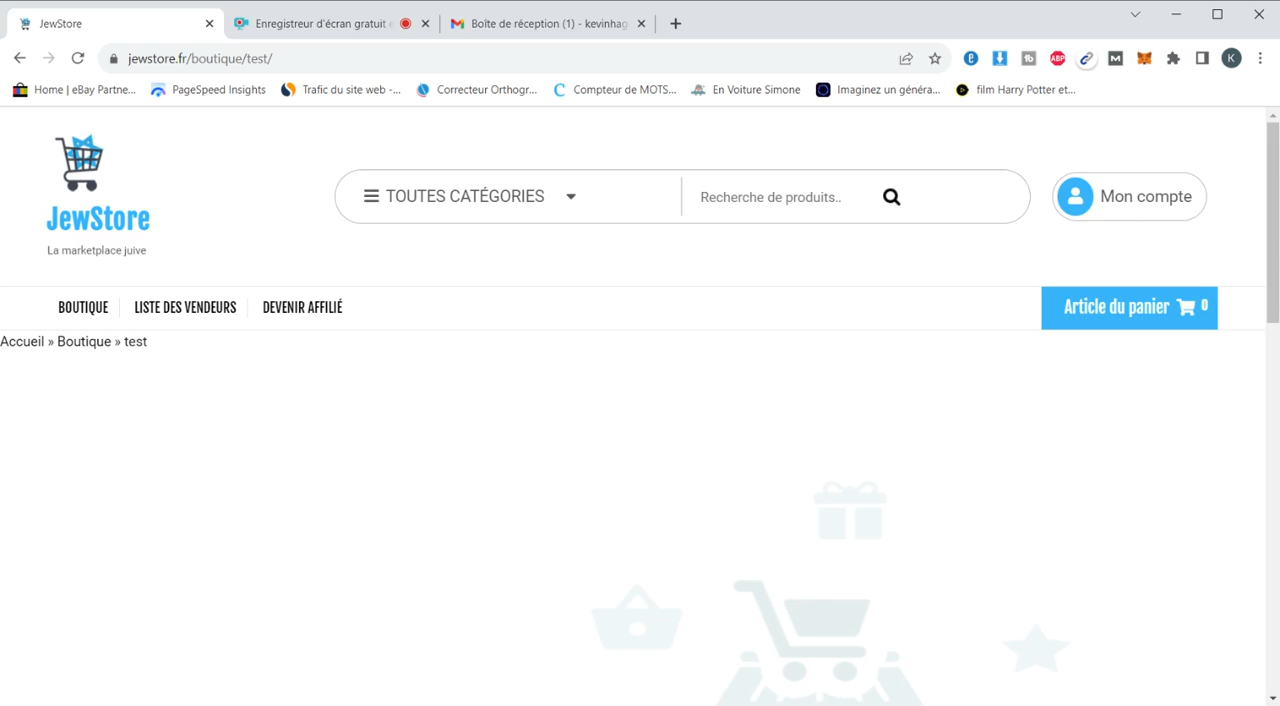 JewStore
Enregistreur d'écran gratuit e
Boîte de réception (1) - kevinhag
jewstore.fr/boutique/test/
ABP
K
Home | eBay Partne...
PageSpeed Insights
Trafic du site web -...
Correcteur Orthogr...
Compteur de MOTS...
En Voiture Simone
Imaginez un généra...
film Harry Potter et...
JewStore
La marketplace juive
TOUTES CATÉGORIES
Recherche de produits..
Mon compte
BOUTIQUE
LISTE DES VENDEURS
DEVENIR AFFILIÉ
Article du panier 0
Accueil » Boutique » test